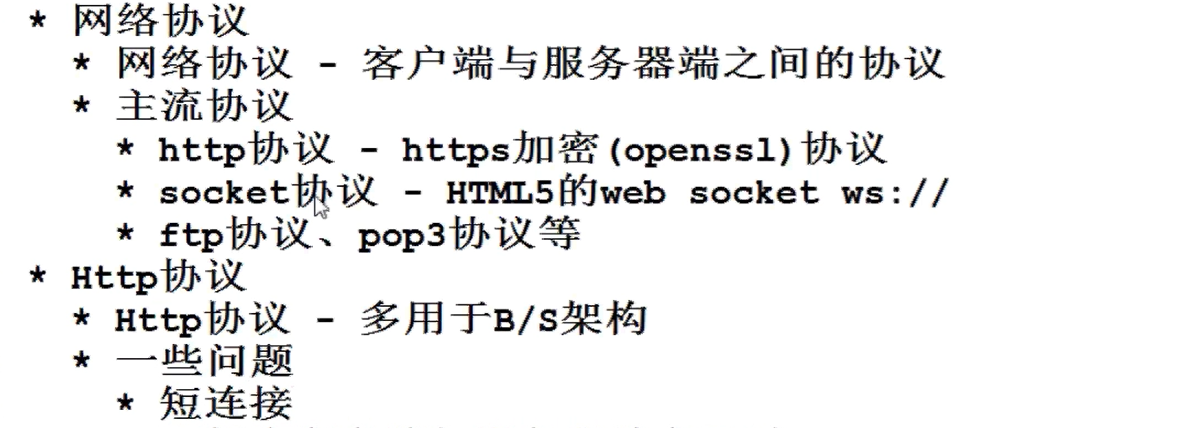 * 网络协议
* 网络协议 - 客户端与服务器端之间的协议
* 主流协议
* http协议 - https加密(openssl)协议
* socket协议 - HTML5的web socket ws://
* ftp协议、pop3协议等
* Http协议
* Http协议 - 多用于B/S架构
* 一些问题
* 短连接